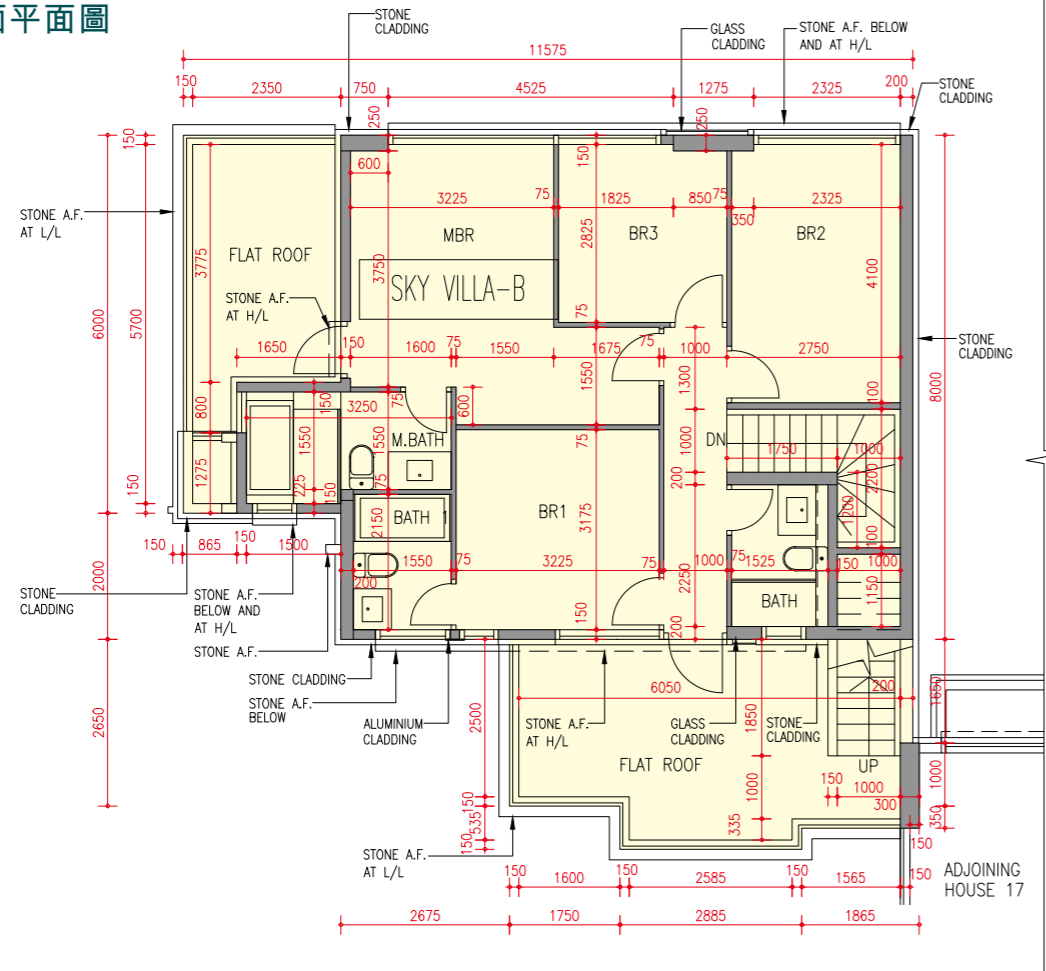 面平面圖
STONE
CLADDING
GLASS
CLADDING
STONE A.F. BELOW
AND AT H/L
11575
150
2350
750
4525
1275
2325
200
STONE
CLADDING
250
250
150
600
150
3225
75
1825
850
75
350
2325
MBR
BR3
BR2
2825
STONE A.F.
AT L/L
FLAT ROOF
3775
3750
SKY VILLA-B
4100
STONE A.F.
AT H/L
75
6000
5700
8000
STONE
CLADDING
1650
150
1600
75
1550
1675
75
1000
2750
1550
1300
100
800
150
3250
75
600
1550
1550
M.BATH
75
DN
1000
1750
1000
1275
225
150
75
200
2200
150
2150
BATH 1
BR1
3175
1200
150
865
150
1500
1550
75
3225
75
1000
75
1525
150
1000
100
2000
200
2250
1150
STONE
CLADDING
STONE A.F.
BELOW AND
AT H/L
BATH
150
200
STONE A.F.
STONE CLADDING
STONE A.F.
BELOW
ALUMINIUM
CLADDING
6050
200
1650
2650
2500
STONE A.F.
AT H/L
GLASS
CLADDING
1850
STONE
CLADDING
FLAT ROOF
UP
150
1000
300
1000
1000
150
535
150
335
350
150
STONE A.F.
AT L/L
150
1600
150
2585
150
1565
150
ADJOINING
HOUSE 17
2675
1750
2885
1865